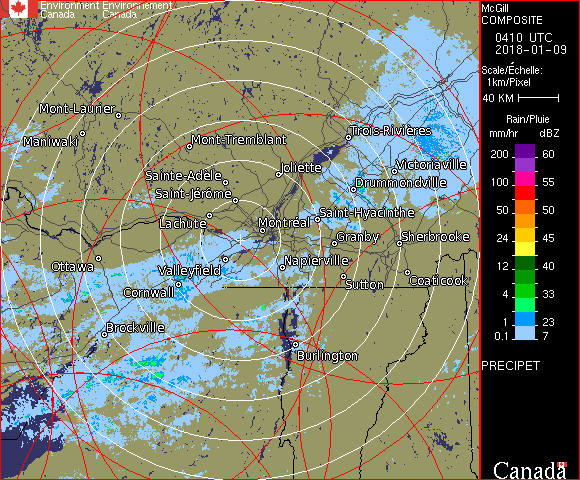 Environment Environnement
Canada Canada
McGill
COMPOSITE
0410 UTC
2018-01-09
Scale/Échelle:
1km/Pixel
40 KM
Rain/Pluie
mm/hr dBZ
200 60
100 55
50 50
24 45
12 40
4 33
1 23
0.1 7
PRECIPET
Canada
Mont-Laurier
Maniwaki
Mont-Tremblant
Trois-Rivières
Joliette
Victoriaville
Sainte-Adèle
Drummondville
Saint-Jérôme
Lachute
Saint-Hyacinthe
Montréal
Granby
Sherbrooke
Ottawa
Valleyfield
Napierville
Sutton
Coaticook
Cornwall
Brockville
Burlington